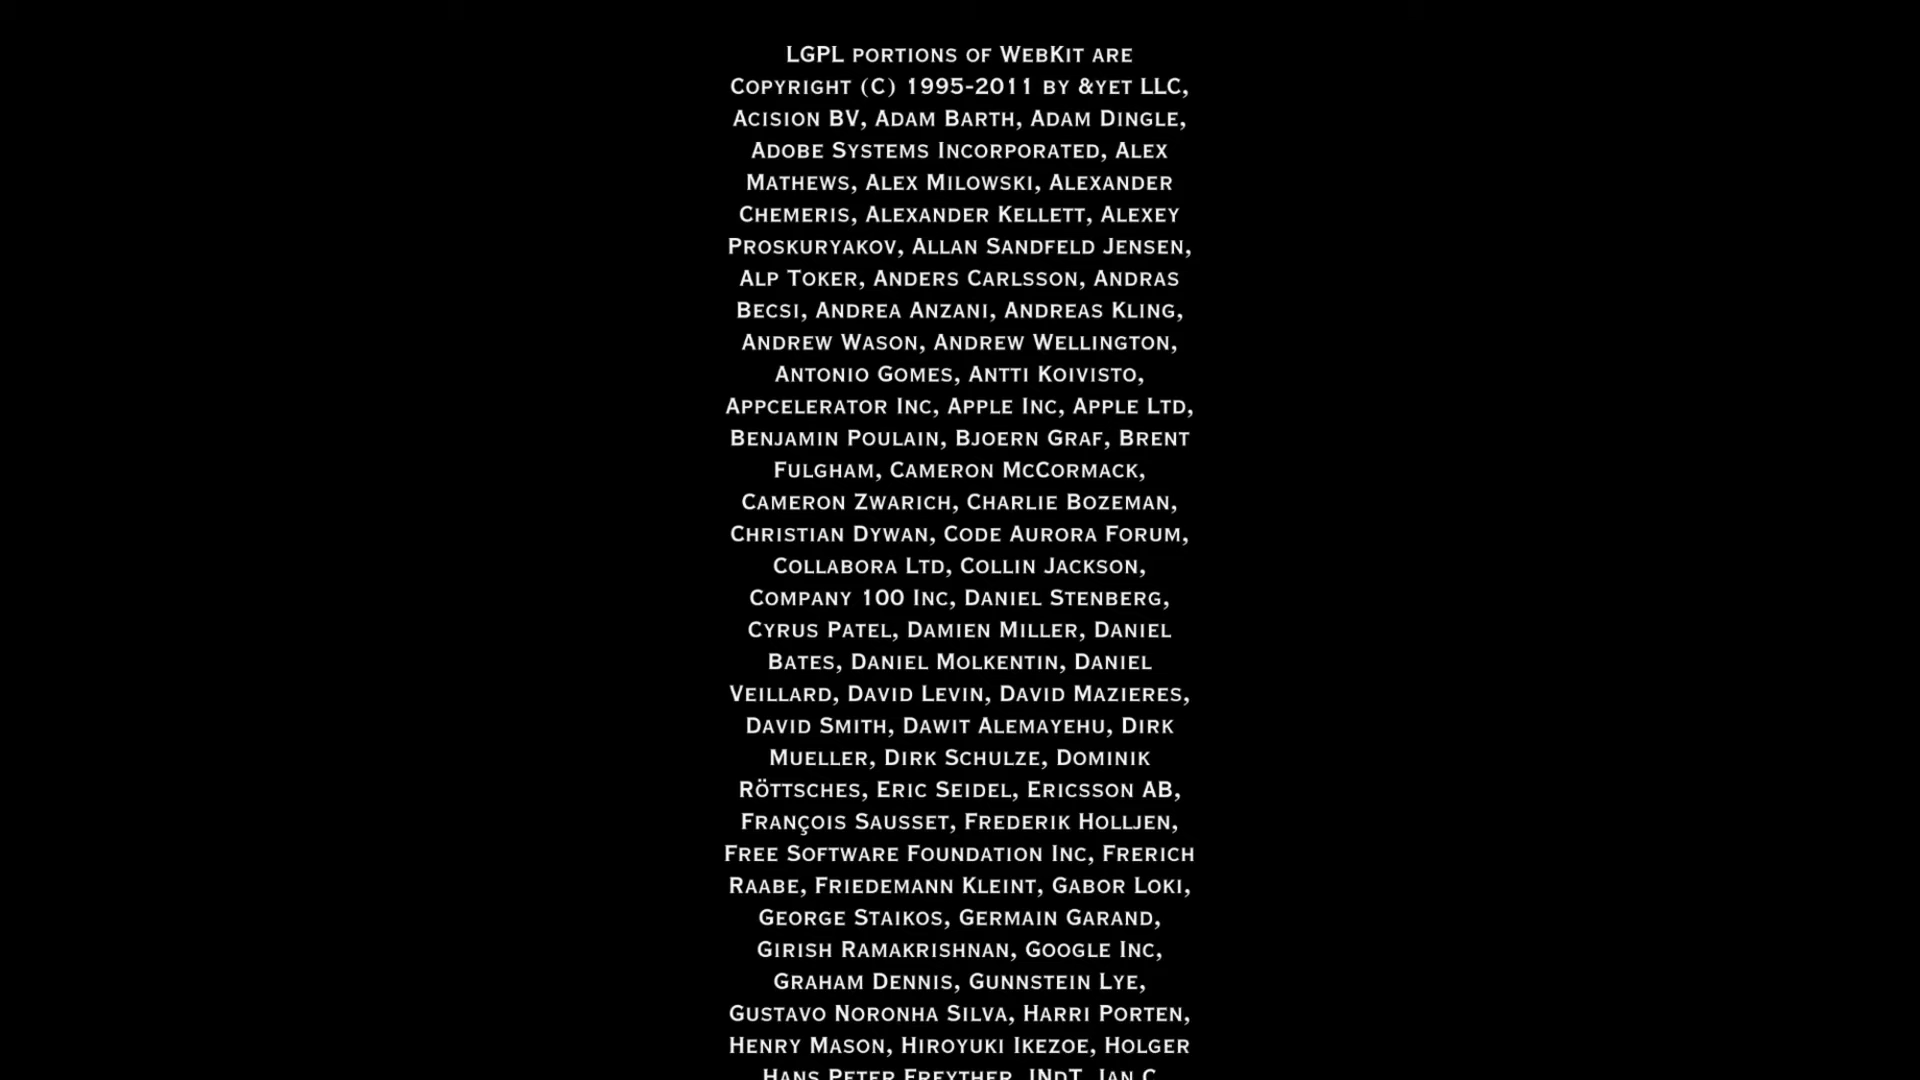 LGPL portions of WebKit are
Copyright (C) 1995-2011 by &yet LLC,
Acision BV, Adam Barth, Adam Dingle,
Adobe Systems Incorporated, Alex
Mathews, Alex Milowski, Alexander
Chemeris, Alexander Kellett, Alexey
Proskuryakov, Allan Sandfeld Jensen,
Alp Toker, Anders Carlsson, Andras
Becsi, Andrea Anzani, Andreas Kling,
Andrew Wason, Andrew Wellington,
Antonio Gomes, Antti Koivisto,
Appcelerator Inc, Apple Inc, Apple Ltd,
Benjamin Poulain, Bjoern Graf, Brent
Fulgham, Cameron McCormack,
Cameron Zwarich, Charlie Bozeman,
Christian Dywan, Code Aurora Forum,
Collabora Ltd, Collin Jackson,
Company 100 Inc, Daniel Stenberg,
Cyrus Patel, Damien Miller, Daniel
Bates, Daniel Molkentin, Daniel
Veillard, David Levin, David Mazieres,
David Smith, Dawit Alemayehu, Dirk
Mueller, Dirk Schulze, Dominik
Röttsches, Eric Seidel, Ericsson AB,
François Sausset, Frederik Holljen,
Free Software Foundation Inc, Frerich
Raabe, Friedemann Kleint, Gabor Loki,
George Staikos, Germain Garand,
Girish Ramakrishnan, Google Inc,
Graham Dennis, Gunnstein Lye,
Gustavo Noronha Silva, Harri Porten,
Henry Mason, Hiroyuki Ikezoe, Holger
Hans Peter Freyther, INdT, Jan C